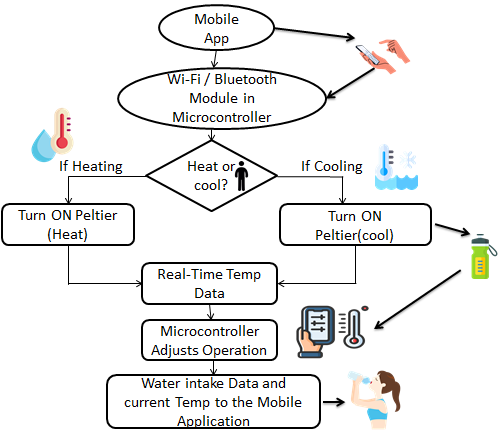 Mobile
App
Wi-Fi / Bluetooth
Module in
Microcontroller
Heat or
cool?
If Heating
If Cooling
Turn ON Peltier
(Heat)
Turn ON
Peltier(cool)
Real-Time Temp
Data
Microcontroller
Adjusts Operation
Water intake Data and
current Temp to the Mobile
Application